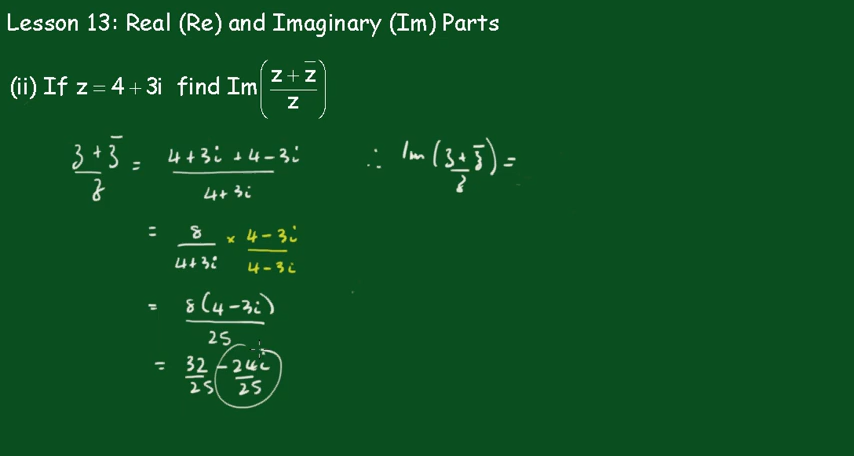 Lesson 13: Real (Re) and Imaginary (Im) Parts
(ii) If z = 4 + 3i find Im((z + z̅)/z)
(z + z̅)/z = (4+3i + 4-3i)/(4+3i) ∴ Im((z + z̅)/z) =
= 8/(4+3i) × (4-3i)/(4-3i)
= 8(4-3i)/25
= 32/25 - 24i/25